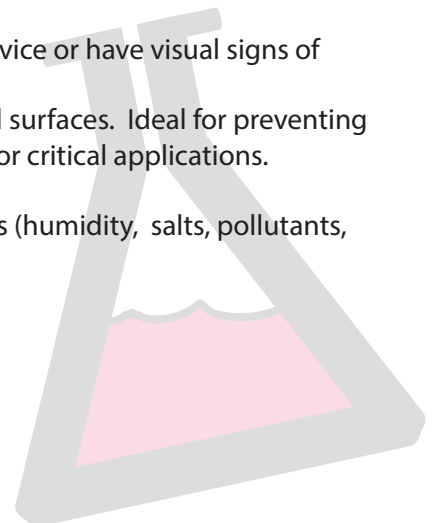 vice or have visual signs of
surfaces. Ideal for preventing
or critical applications.
s (humidity, salts, pollutants,